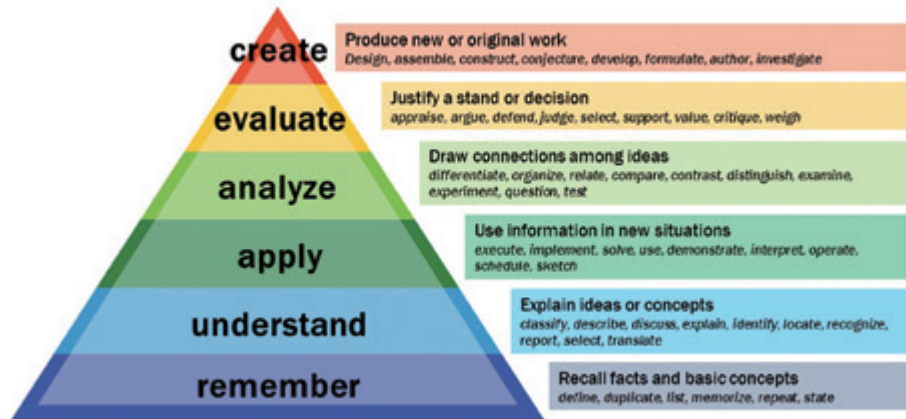 create
Produce new or original work
Design, assemble, construct, conjecture, develop, formulate, author, investigate
evaluate
Justify a stand or decision
appraise, argue, defend, judge, select, support, value, critique, weigh
analyze
Draw connections among ideas
differentiate, organize, relate, compare, contrast, distinguish, examine,
experiment, question, test
apply
Use information in new situations
execute, implement, solve, use, demonstrate, interpret, operate,
schedule, sketch
understand
Explain ideas or concepts
classify, describe, discuss, explain, identify, locate, recognize,
report, select, translate
remember
Recall facts and basic concepts
define, duplicate, list, memorize, repeat, state